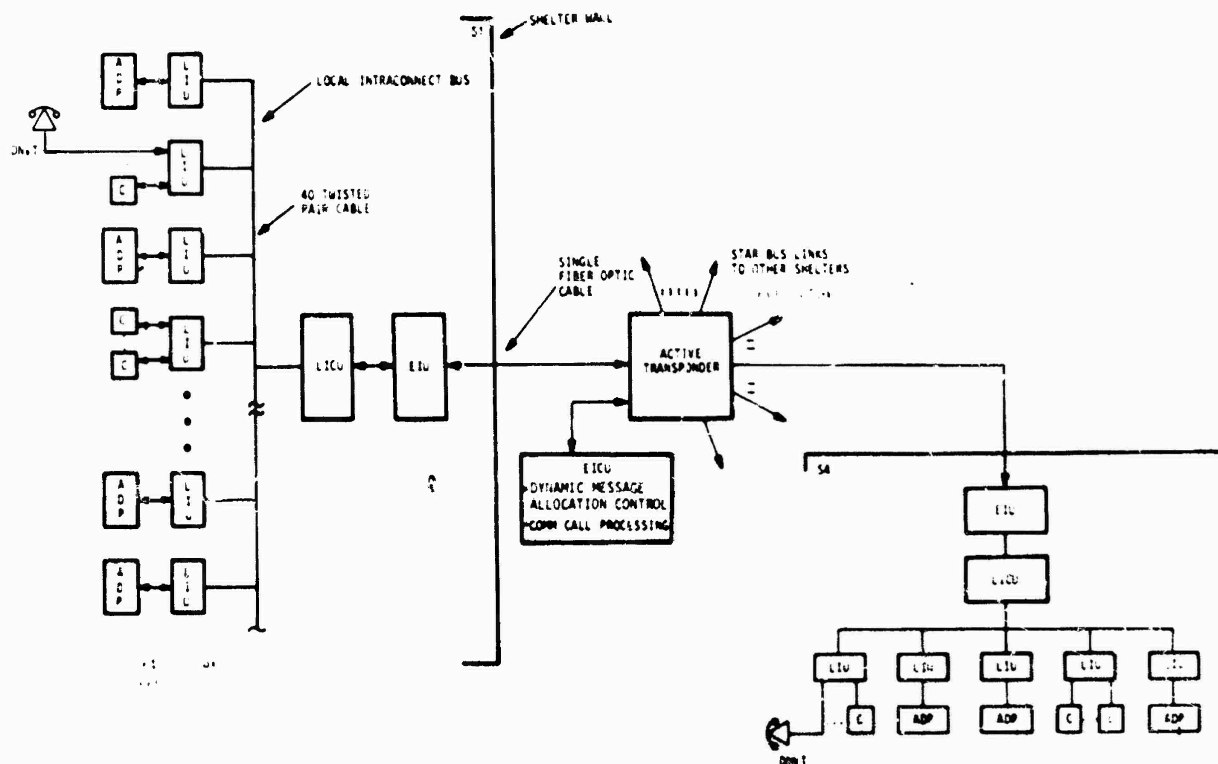 SHELTER WALL
S1
ADP
LIU
LOCAL INTRACONNECT BUS
LIU
C
40 TWISTED
PAIR CABLE
ADP
LIU
C
C
LIU
LICU
EIU
SINGLE
FIBER OPTIC
CABLE
STAR BUS LINKS
TO OTHER SHELTERS
ACTIVE
TRANSPONDER
EICU
DYNAMIC MESSAGE
ALLOCATION CONTROL
COMM CALL PROCESSING
ADP
LIU
ADP
LIU
S4
EIU
LICU
LIU
LIU
LIU
LIU
LIU
C
ADP
ADP
C
ADP